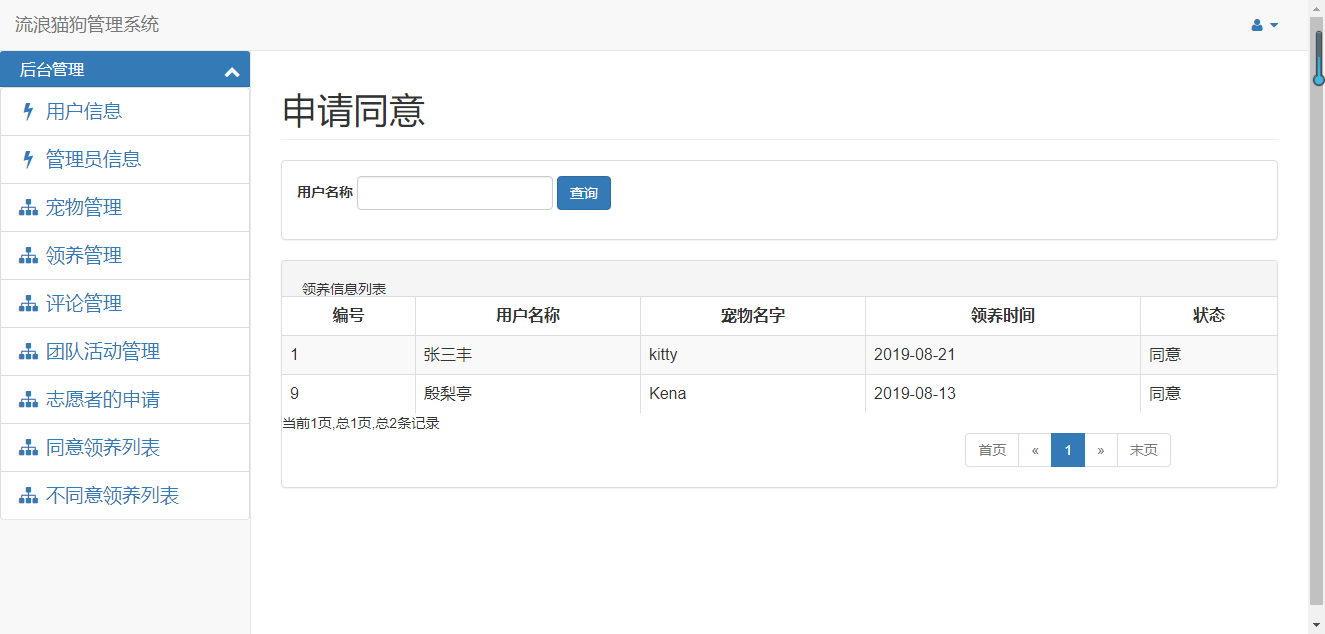 流浪猫狗管理系统
后台管理
用户信息
管理员信息
宠物管理
领养管理
评论管理
团队活动管理
志愿者的申请
同意领养列表
不同意领养列表
申请同意
用户名称 查询
领养信息列表
编号 用户名称 宠物名字 领养时间 状态
1 张三丰 kitty 2019-08-21 同意
9 殷梨亭 Kena 2019-08-13 同意
当前1页,总1页,总2条记录
首页 « 1 » 末页